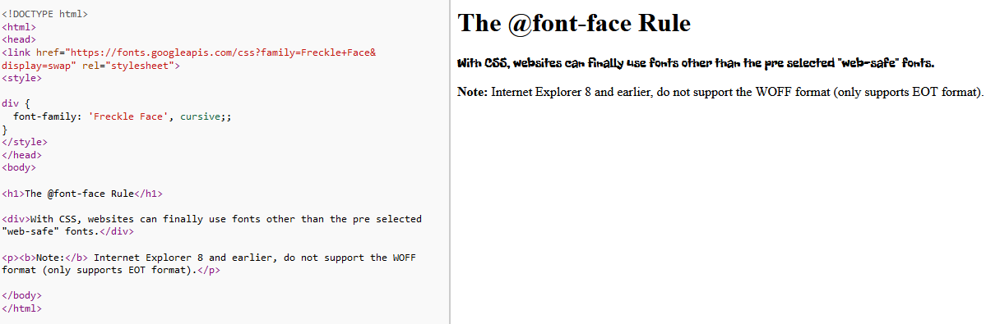 <!DOCTYPE html>
<html>
<head>
<link href="https://fonts.googleapis.com/css?family=Freckle+Face&
display=swap" rel="stylesheet">
<style>
div {
  font-family: 'Freckle Face', cursive;;
}
</style>
</head>
<body>
<h1>The @font-face Rule</h1>
<div>With CSS, websites can finally use fonts other than the pre selected
"web-safe" fonts.</div>
<p><b>Note:</b> Internet Explorer 8 and earlier, do not support the WOFF
format (only supports EOT format).</p>
</body>
</html>
The @font-face Rule
With CSS, websites can finally use fonts other than the pre selected "web-safe" fonts.
Note: Internet Explorer 8 and earlier, do not support the WOFF format (only supports EOT format).